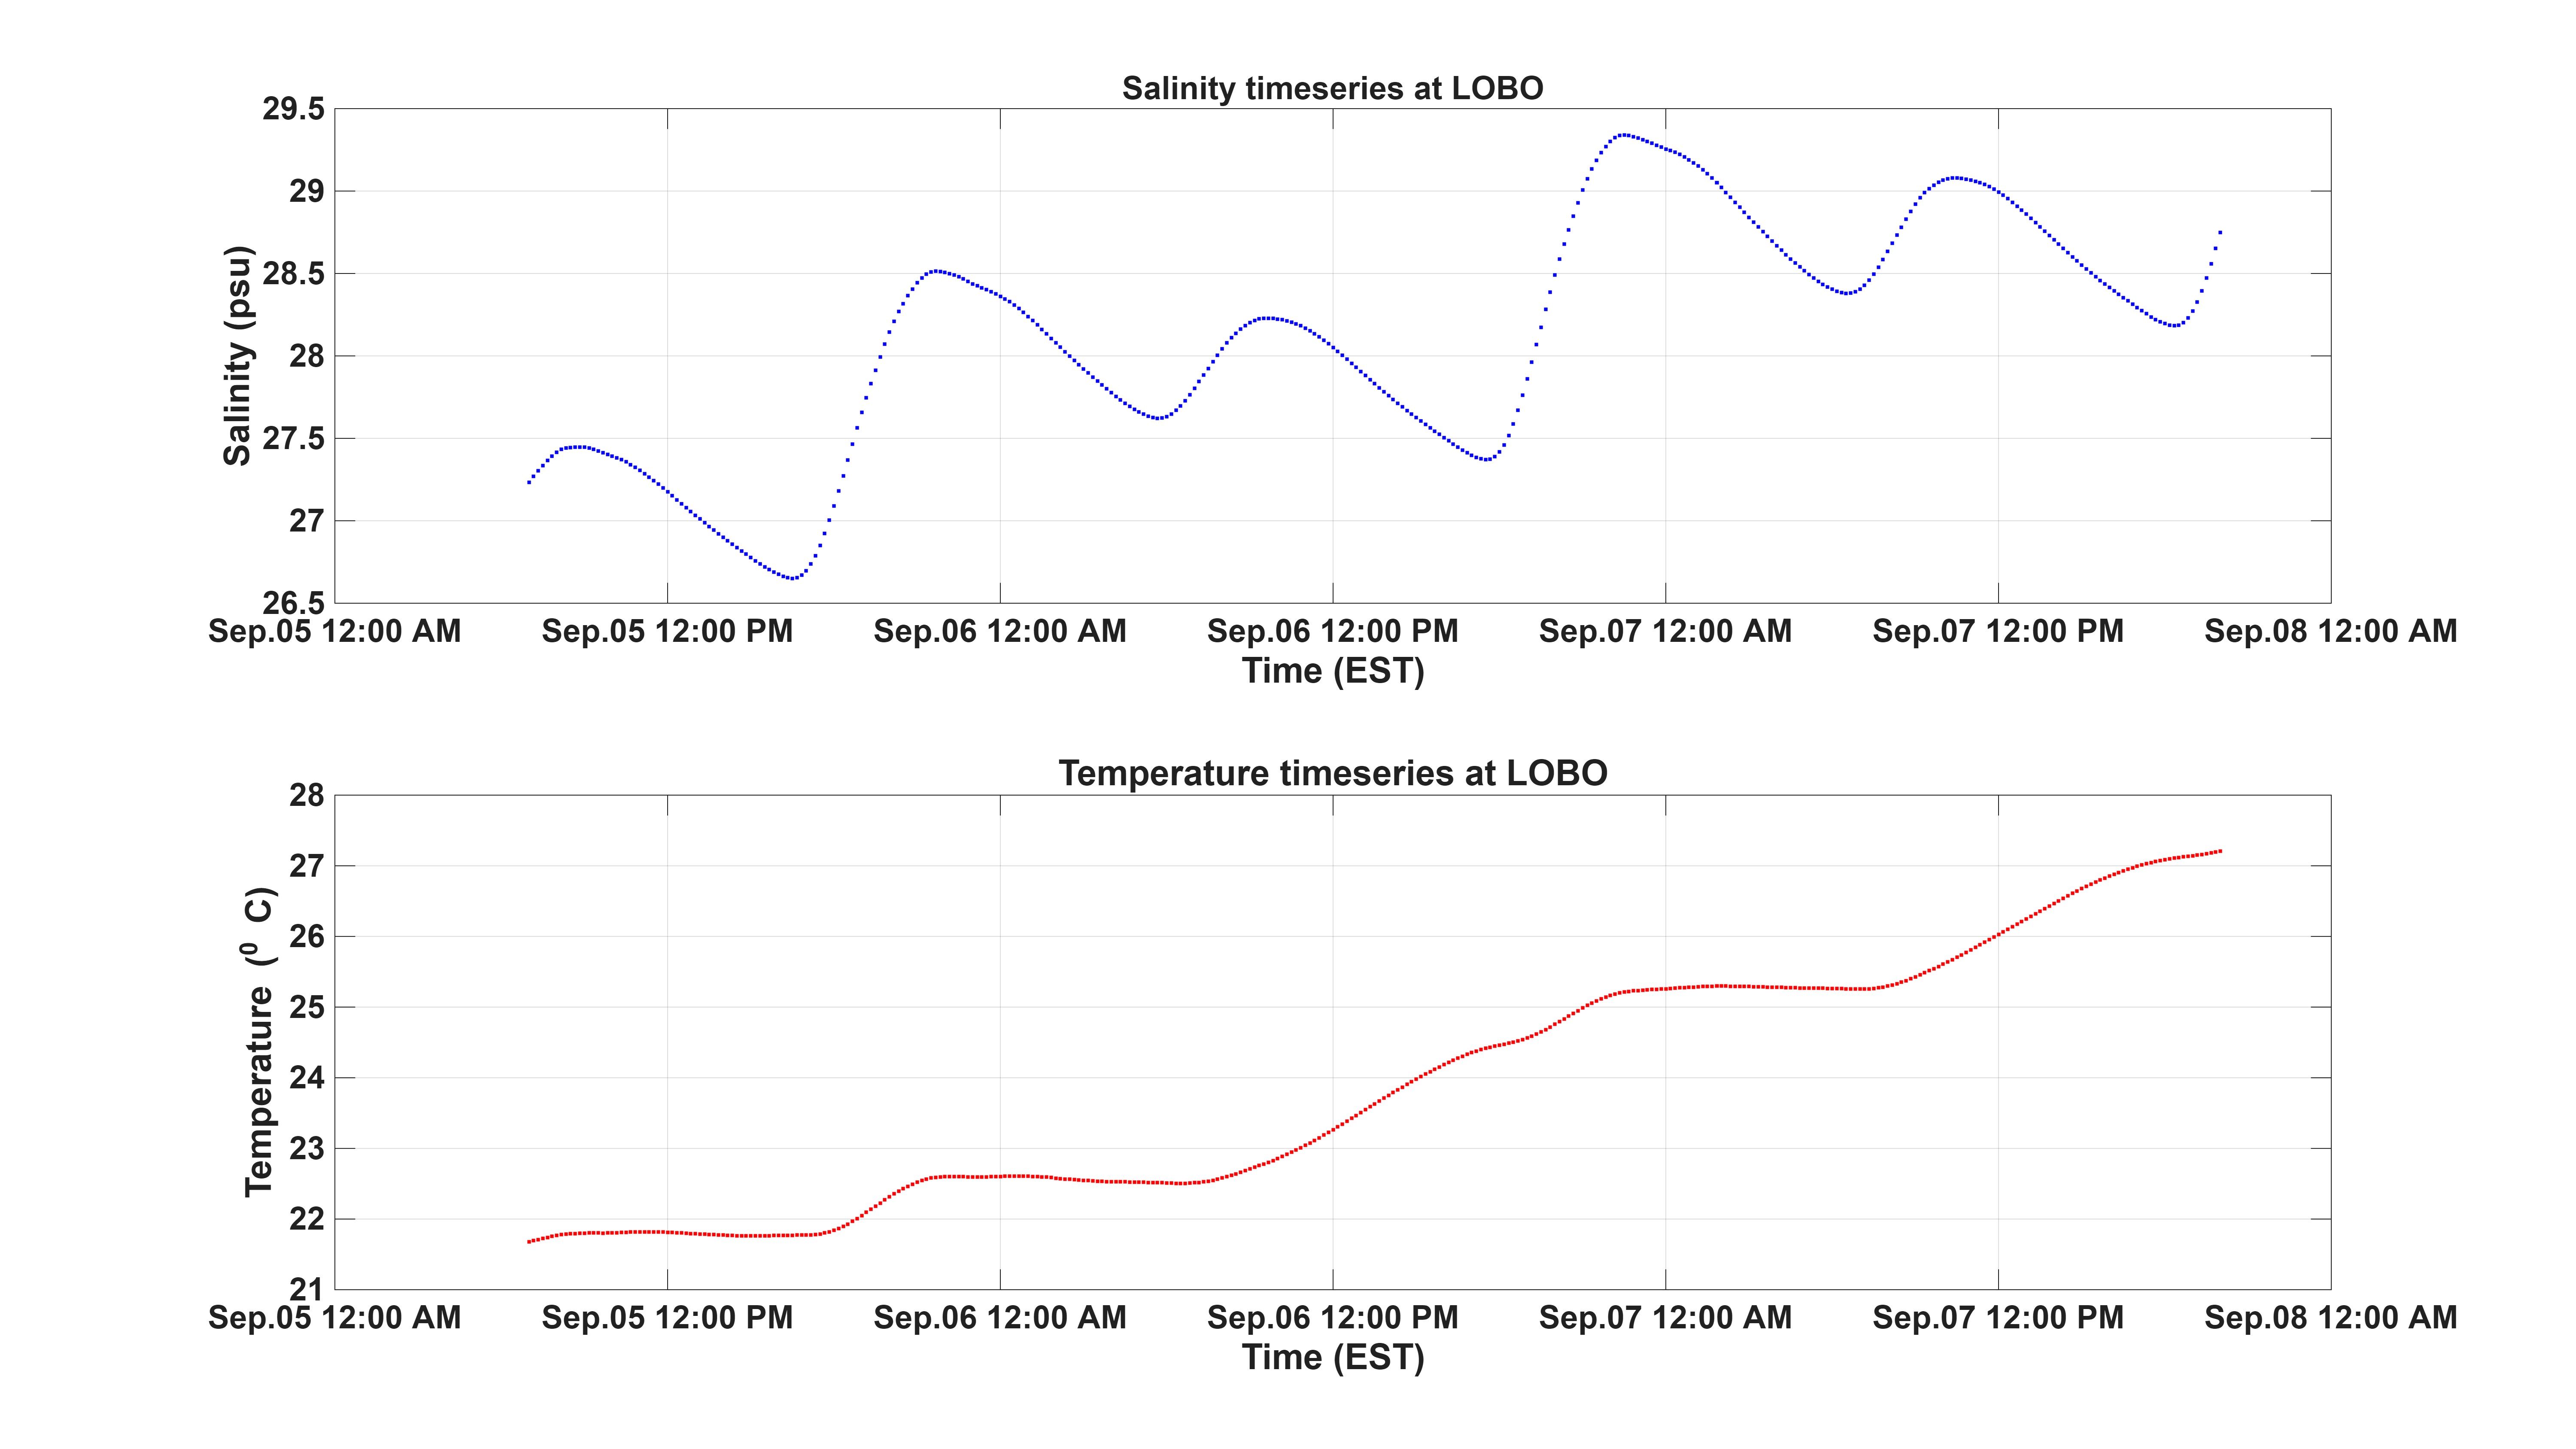 Salinity timeseries at LOBO
29.5
29
28.5
28
27.5
27
26.5
Salinity (psu)
Sep.05 12:00 AM Sep.05 12:00 PM Sep.06 12:00 AM Sep.06 12:00 PM Sep.07 12:00 AM Sep.07 12:00 PM Sep.08 12:00 AM
Time (EST)
Temperature timeseries at LOBO
28
27
26
25
24
23
22
21
Temperature (⁰ C)
Sep.05 12:00 AM Sep.05 12:00 PM Sep.06 12:00 AM Sep.06 12:00 PM Sep.07 12:00 AM Sep.07 12:00 PM Sep.08 12:00 AM
Time (EST)